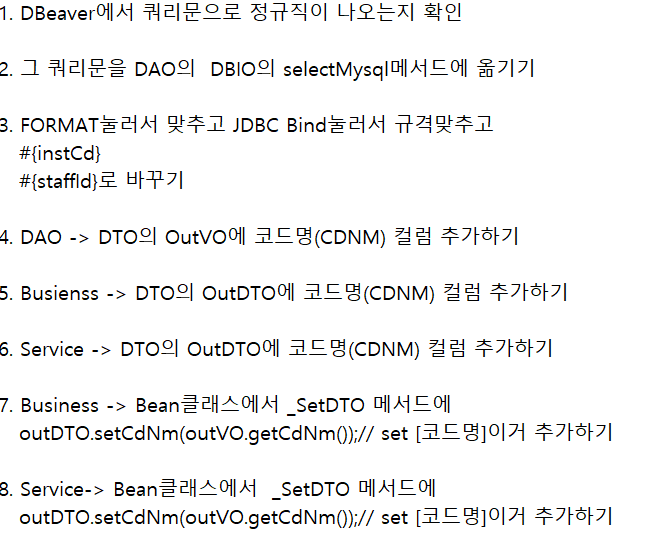 1. DBeaver에서 쿼리문으로 정규직이 나오는지 확인
2. 그 쿼리문을 DAO의  DBIO의 selectMysql메서드에 옮기기
3. FORMAT눌러서 맞추고 JDBC Bind눌러서 규격맞추고
#{instCd}
#{staffId}로 바꾸기
4. DAO -> DTO의 OutVO에 코드명(CDNM) 컬럼 추가하기
5. Busienss -> DTO의 OutDTO에 코드명(CDNM) 컬럼 추가하기
6. Service -> DTO의 OutDTO에 코드명(CDNM) 컬럼 추가하기
7. Business -> Bean클래스에서 _SetDTO 메서드에
outDTO.setCdNm(outVO.getCdNm());// set [코드명]이거 추가하기
8. Service-> Bean클래스에서  _SetDTO 메서드에
outDTO.setCdNm(outVO.getCdNm());// set [코드명]이거 추가하기